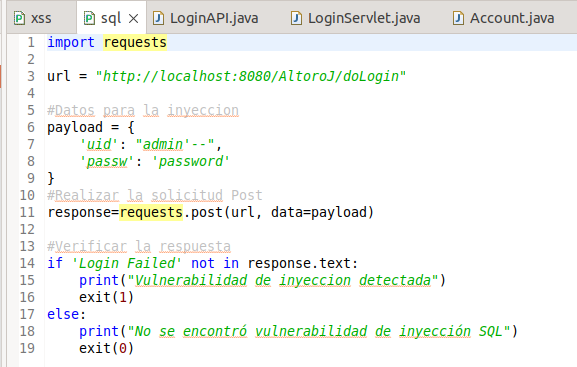 xss sql LoginAPI.java LoginServlet.java Account.java
1 import requests
2
3 url = "http://localhost:8080/AltoroJ/doLogin"
4
5 #Datos para la inyeccion
6 payload = {
7     'uid': "admin'--",
8     'passw': 'password'
9 }
10 #Realizar la solicitud Post
11 response=requests.post(url, data=payload)
12
13 #Verificar la respuesta
14 if 'Login Failed' not in response.text:
15     print("Vulnerabilidad de inyeccion detectada")
16     exit(1)
17 else:
18     print("No se encontró vulnerabilidad de inyección SQL")
19     exit(0)